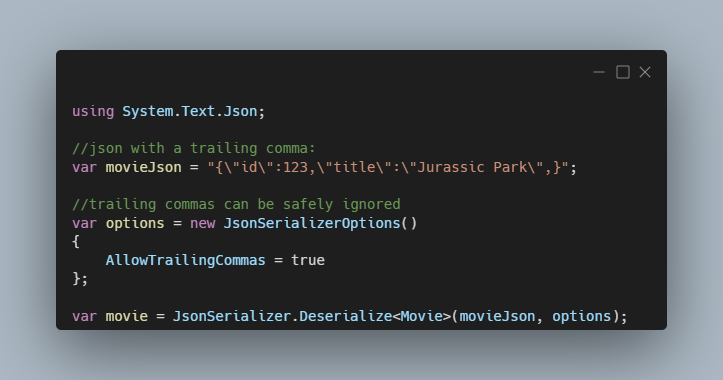 using System.Text.Json;
//json with a trailing comma:
var movieJson = "{\"id\":123,\"title\":\"Jurassic Park\",}";
//trailing commas can be safely ignored
var options = new JsonSerializerOptions()
{
    AllowTrailingCommas = true
};
var movie = JsonSerializer.Deserialize<Movie>(movieJson, options);